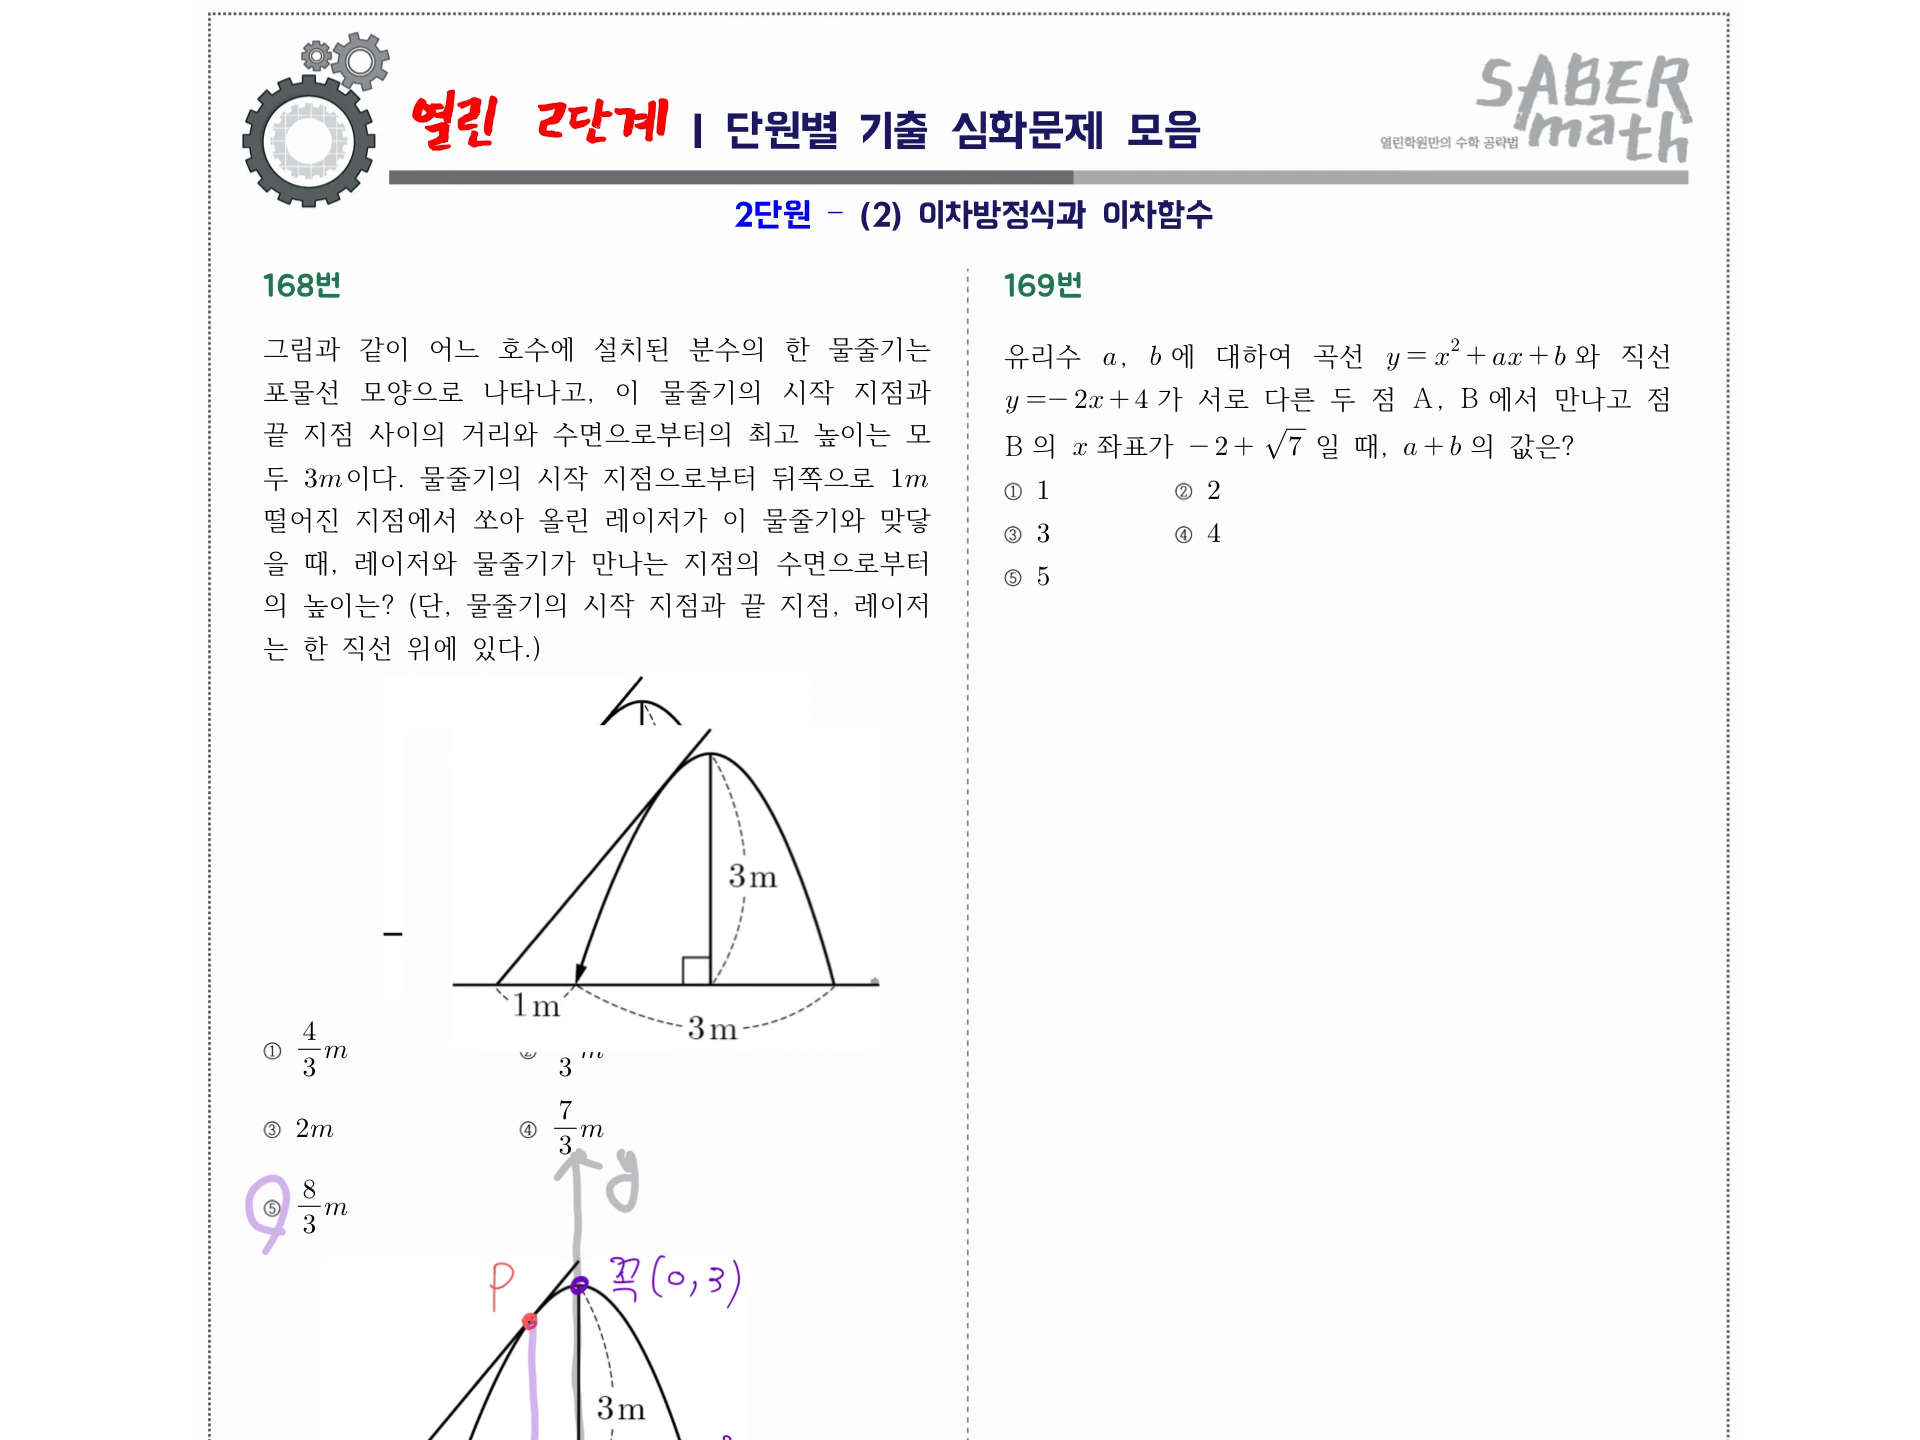 열린 2단계 | 단원별 기출 심화문제 모음
SABER
math
열린학원만의 수학 공략법
2단원 - (2) 이차방정식과 이차함수
168번
그림과 같이 어느 호수에 설치된 분수의 한 물줄기는
포물선 모양으로 나타나고, 이 물줄기의 시작 지점과
끝 지점 사이의 거리와 수면으로부터의 최고 높이는 모
두 3m이다. 물줄기의 시작 지점으로부터 뒤쪽으로 1m
떨어진 지점에서 쏘아 올린 레이저가 이 물줄기와 맞닿
을 때, 레이저와 물줄기가 만나는 지점의 수면으로부터
의 높이는? (단, 물줄기의 시작 지점과 끝 지점, 레이저
는 한 직선 위에 있다.)
3m
1m
3m
① 4/3 m
② /3 m
③ 2m
④ 7/3 m
⑤ 8/3 m
y
P
꼭(0,3)
3m
169번
유리수 a, b에 대하여 곡선 y=x²+ax+b와 직선
y=-2x+4가 서로 다른 두 점 A, B에서 만나고 점
B의 x좌표가 -2+√7일 때, a+b의 값은?
① 1 ② 2
③ 3 ④ 4
⑤ 5